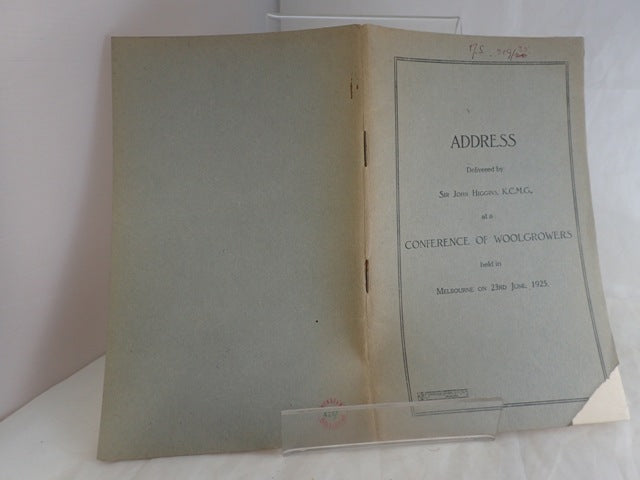 ADDRESS
Delivered by
SIR JOHN HIGGINS, K.C.M.G.,
at a
CONFERENCE OF WOOLGROWERS
held in
MELBOURNE ON 23RD JUNE, 1925.